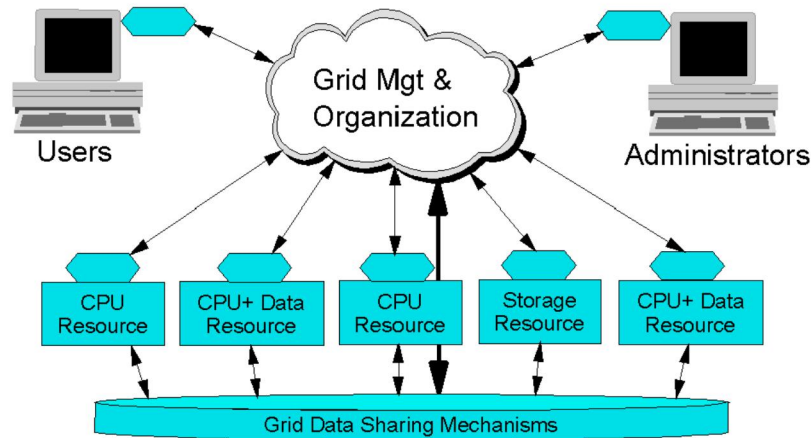 Grid Mgt &
Organization
Users
Administrators
CPU
Resource
CPU+ Data
Resource
CPU
Resource
Storage
Resource
CPU+ Data
Resource
Grid Data Sharing Mechanisms